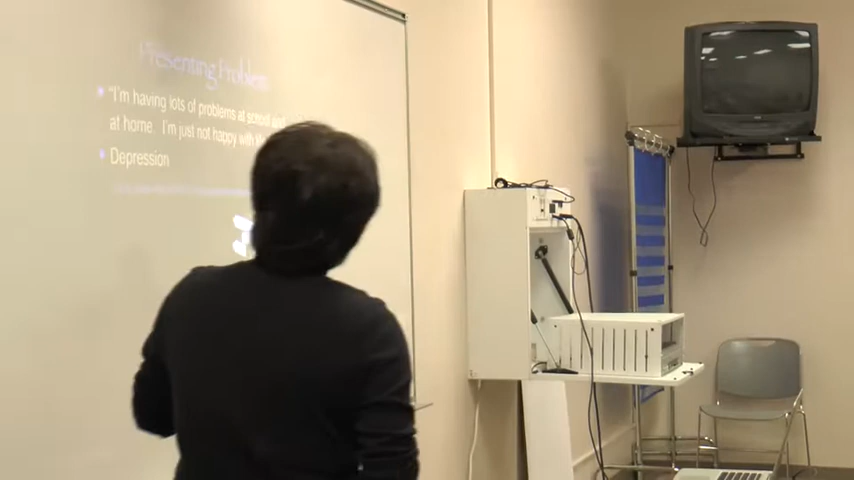 Presenting Problem
"I'm having lots of problems at school and
at home. I'm just not happy with
Depression